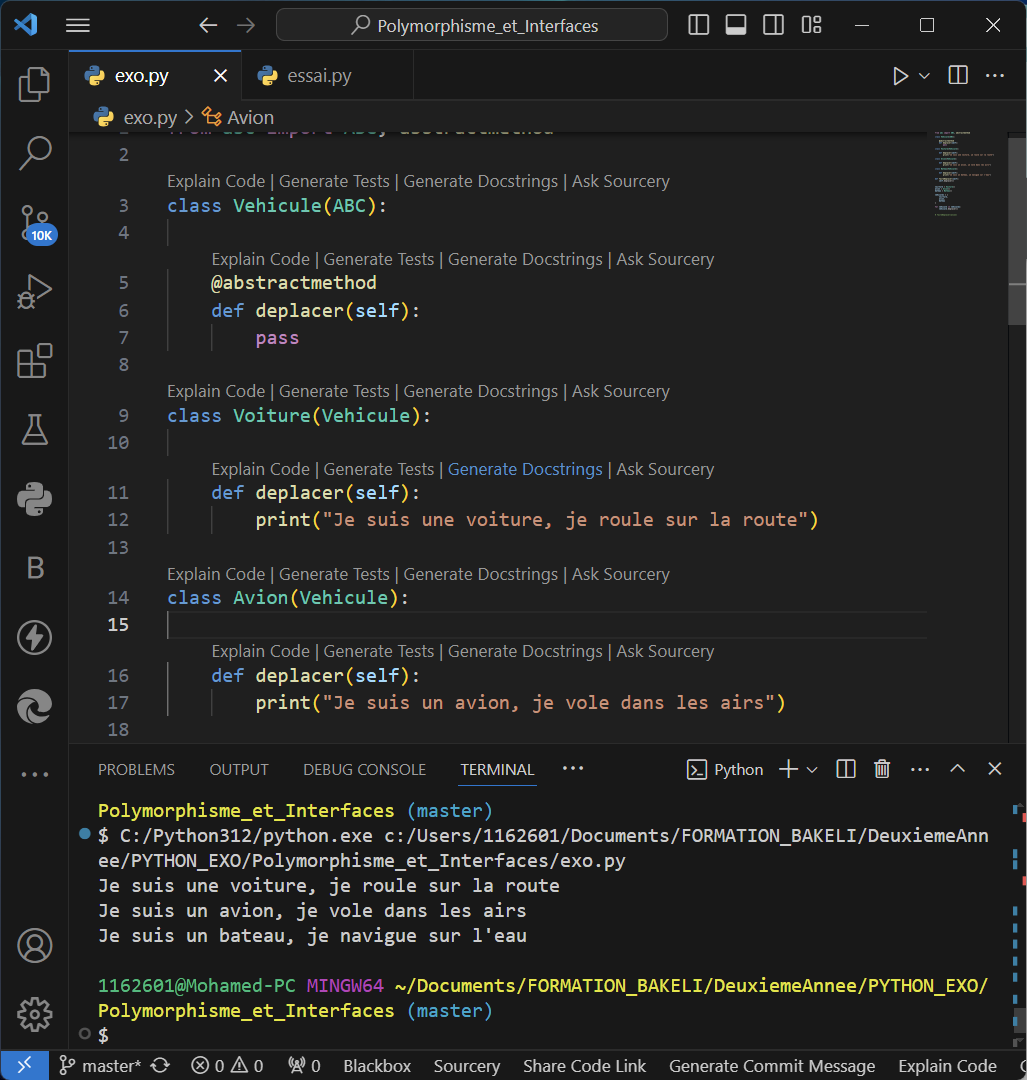 Polymorphisme_et_Interfaces
exo.py
essai.py
exo.py > Avion
2
Explain Code | Generate Tests | Generate Docstrings | Ask Sourcery
3 class Vehicule(ABC):
4
Explain Code | Generate Tests | Generate Docstrings | Ask Sourcery
5 @abstractmethod
6 def deplacer(self):
7 pass
8
Explain Code | Generate Tests | Generate Docstrings | Ask Sourcery
9 class Voiture(Vehicule):
10
Explain Code | Generate Tests | Generate Docstrings | Ask Sourcery
11 def deplacer(self):
12 print("Je suis une voiture, je roule sur la route")
13
Explain Code | Generate Tests | Generate Docstrings | Ask Sourcery
14 class Avion(Vehicule):
15
Explain Code | Generate Tests | Generate Docstrings | Ask Sourcery
16 def deplacer(self):
17 print("Je suis un avion, je vole dans les airs")
18
10K
B
PROBLEMS OUTPUT DEBUG CONSOLE TERMINAL ··· Python
Polymorphisme_et_Interfaces (master)
$ C:/Python312/python.exe c:/Users/1162601/Documents/FORMATION_BAKELI/DeuxiemeAnn
ee/PYTHON_EXO/Polymorphisme_et_Interfaces/exo.py
Je suis une voiture, je roule sur la route
Je suis un avion, je vole dans les airs
Je suis un bateau, je navigue sur l'eau
1162601@Mohamed-PC MINGW64 ~/Documents/FORMATION_BAKELI/DeuxiemeAnnee/PYTHON_EXO/
Polymorphisme_et_Interfaces (master)
$
master* 0 0 0 Blackbox Sourcery Share Code Link Generate Commit Message Explain Code